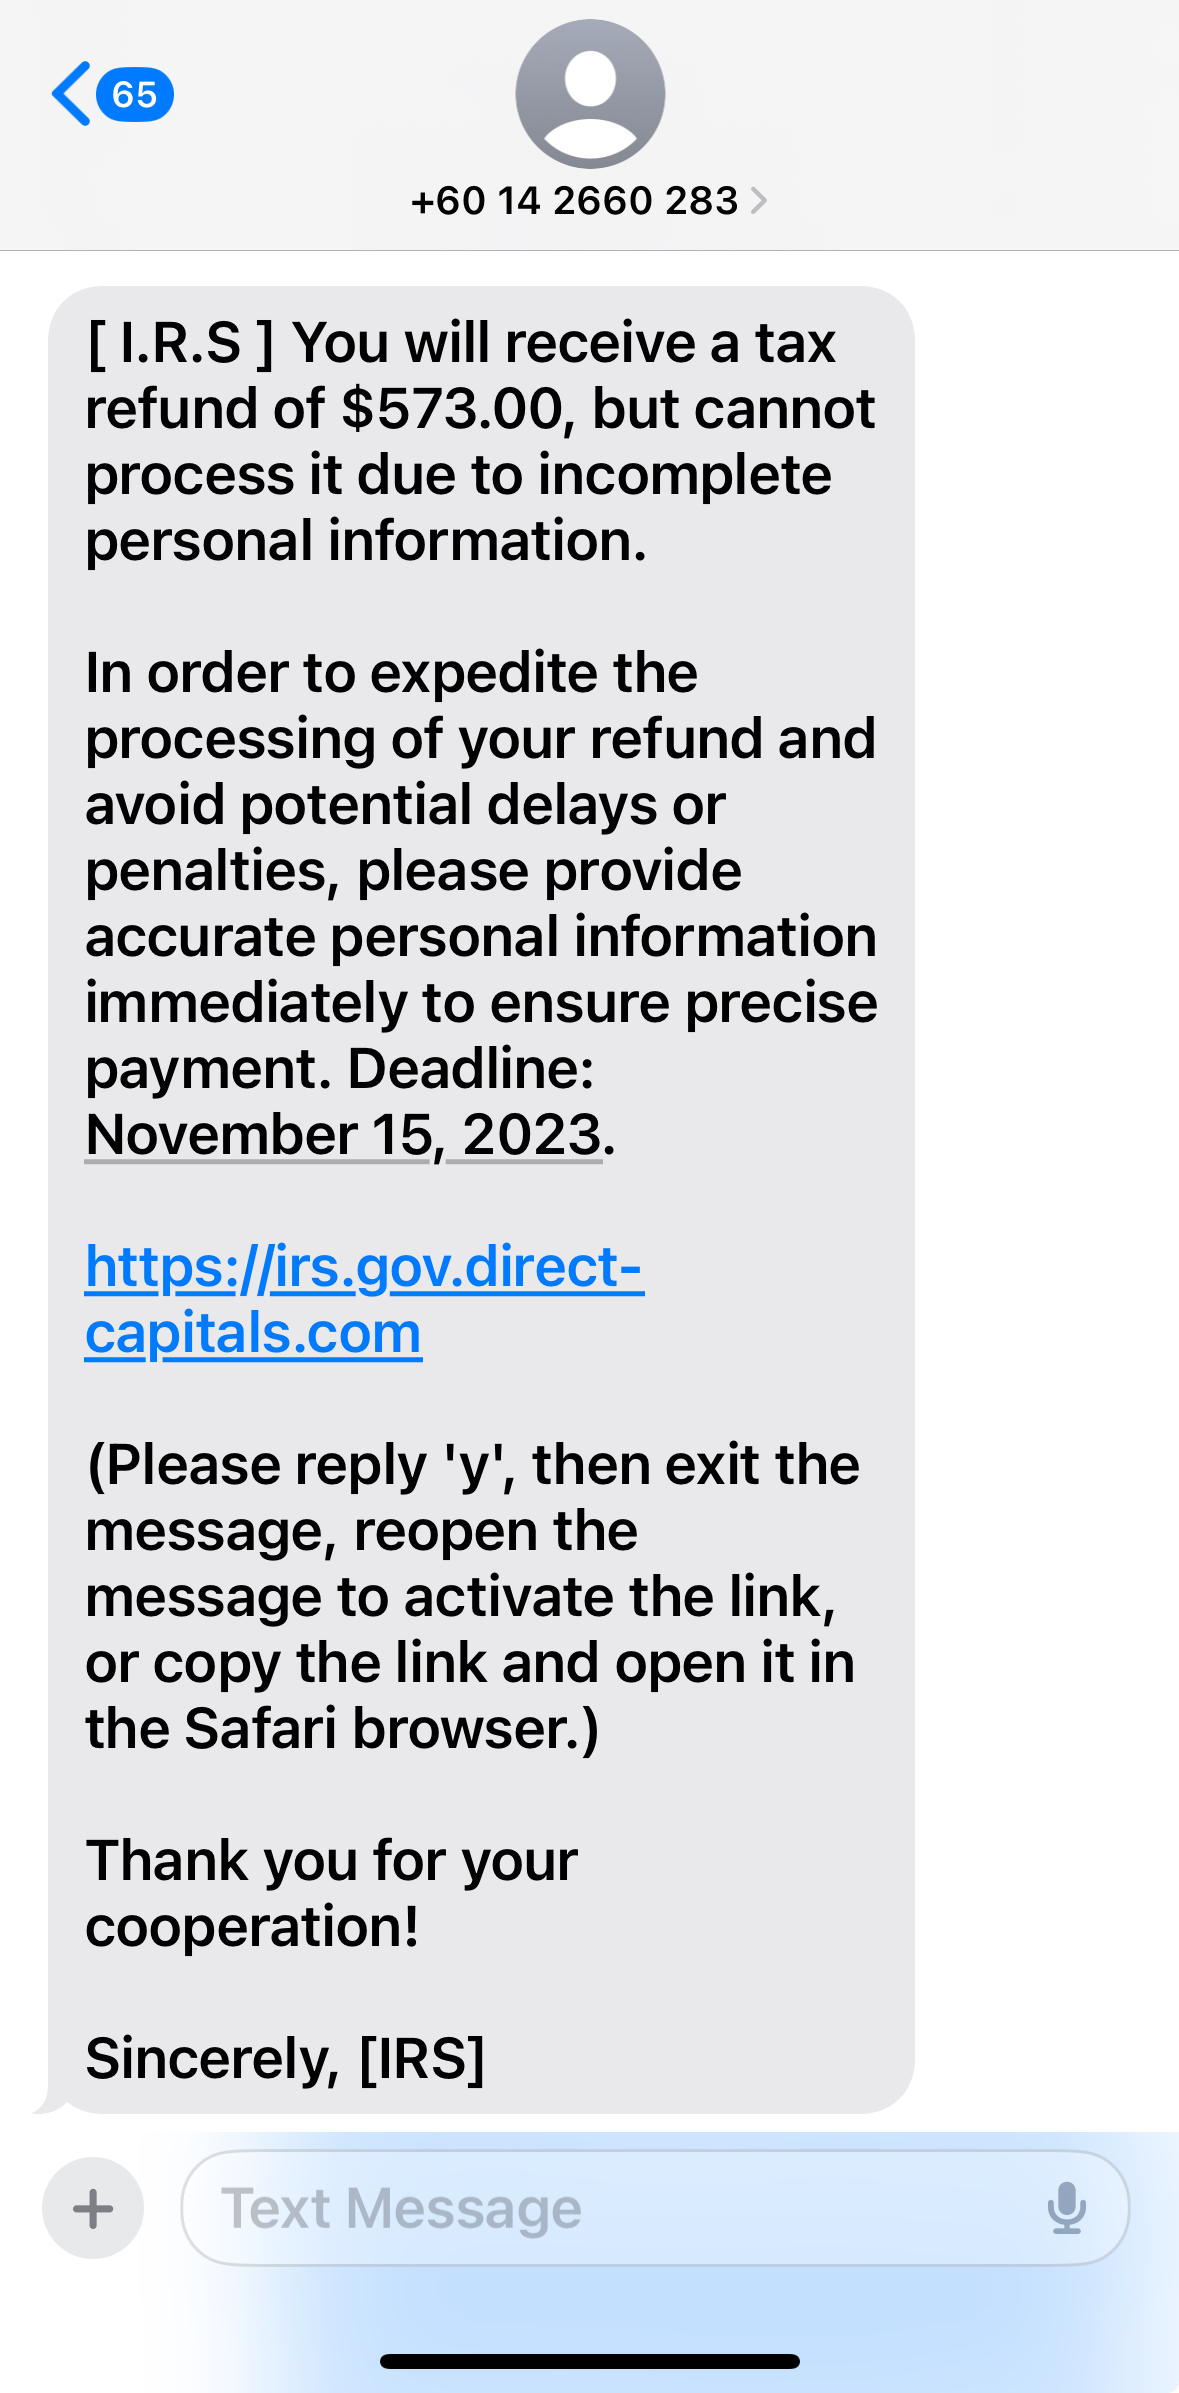 65
+60 14 2660 283
[ I.R.S ] You will receive a tax
refund of $573.00, but cannot
process it due to incomplete
personal information.
In order to expedite the
processing of your refund and
avoid potential delays or
penalties, please provide
accurate personal information
immediately to ensure precise
payment. Deadline:
November 15, 2023.
https://irs.gov.direct-
capitals.com
(Please reply 'y', then exit the
message, reopen the
message to activate the link,
or copy the link and open it in
the Safari browser.)
Thank you for your
cooperation!
Sincerely, [IRS]
Text Message